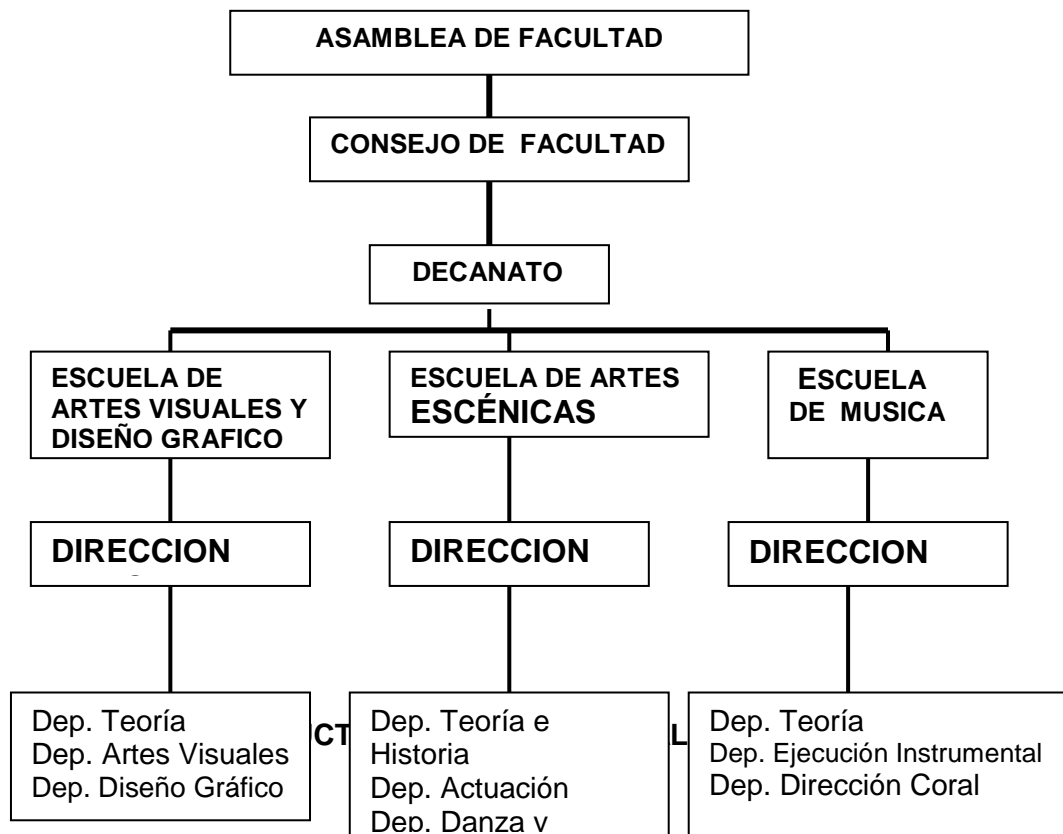 ASAMBLEA DE FACULTAD
CONSEJO DE FACULTAD
DECANATO
ESCUELA DE
ARTES VISUALES Y
DISEÑO GRAFICO
ESCUELA DE ARTES
ESCÉNICAS
ESCUELA
DE MUSICA
DIRECCION
DIRECCION
DIRECCION
Dep. Teoría
Dep. Artes Visuales
Dep. Diseño Gráfico
Dep. Teoría e
Historia
Dep. Actuación
Dep. Danza y
Dep. Teoría
Dep. Ejecución Instrumental
Dep. Dirección Coral